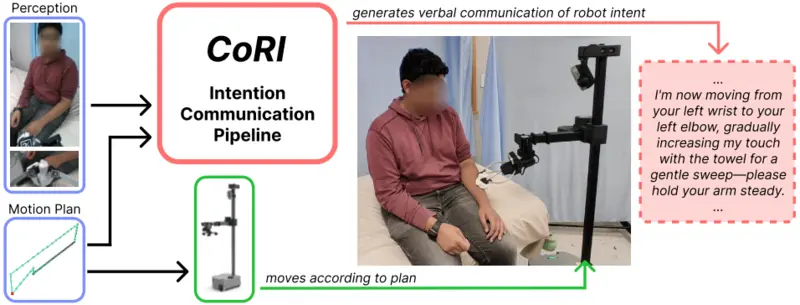 Perception
CoRI
Intention
Communication
Pipeline
generates verbal communication of robot intent
...
I'm now moving from
your left wrist to your
left elbow, gradually
increasing my touch
with the towel for a
gentle sweep—please
hold your arm steady.
...
Motion Plan
moves according to plan